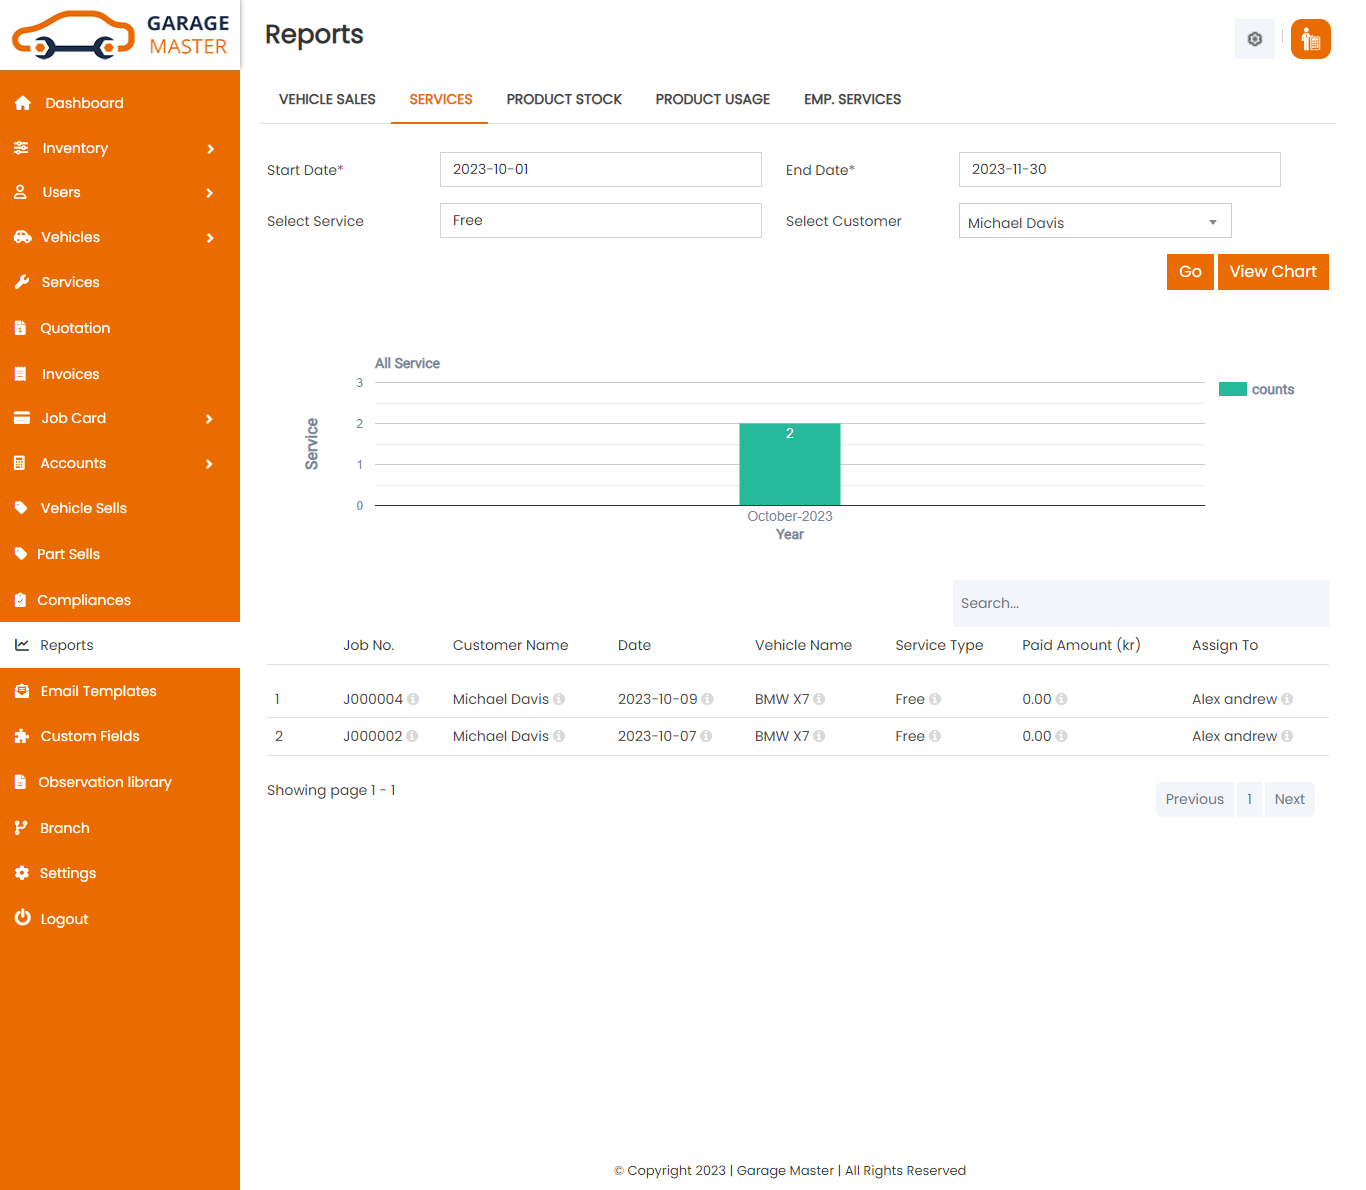 GARAGE
MASTER
Reports
Dashboard
Inventory
Users
Vehicles
Services
Quotation
Invoices
Job Card
Accounts
Vehicle Sells
Part Sells
Compliances
Reports
Email Templates
Custom Fields
Observation library
Branch
Settings
Logout
VEHICLE SALES SERVICES PRODUCT STOCK PRODUCT USAGE EMP. SERVICES
Start Date* 2023-10-01 End Date* 2023-11-30
Select Service Free Select Customer Michael Davis
Go View Chart
All Service
3
2
1
0
Service
2
counts
October-2023
Year
Search...
Job No. Customer Name Date Vehicle Name Service Type Paid Amount (kr) Assign To
1 J000004 Michael Davis 2023-10-09 BMW X7 Free 0.00 Alex andrew
2 J000002 Michael Davis 2023-10-07 BMW X7 Free 0.00 Alex andrew
Showing page 1 - 1
Previous 1 Next
© Copyright 2023 | Garage Master | All Rights Reserved